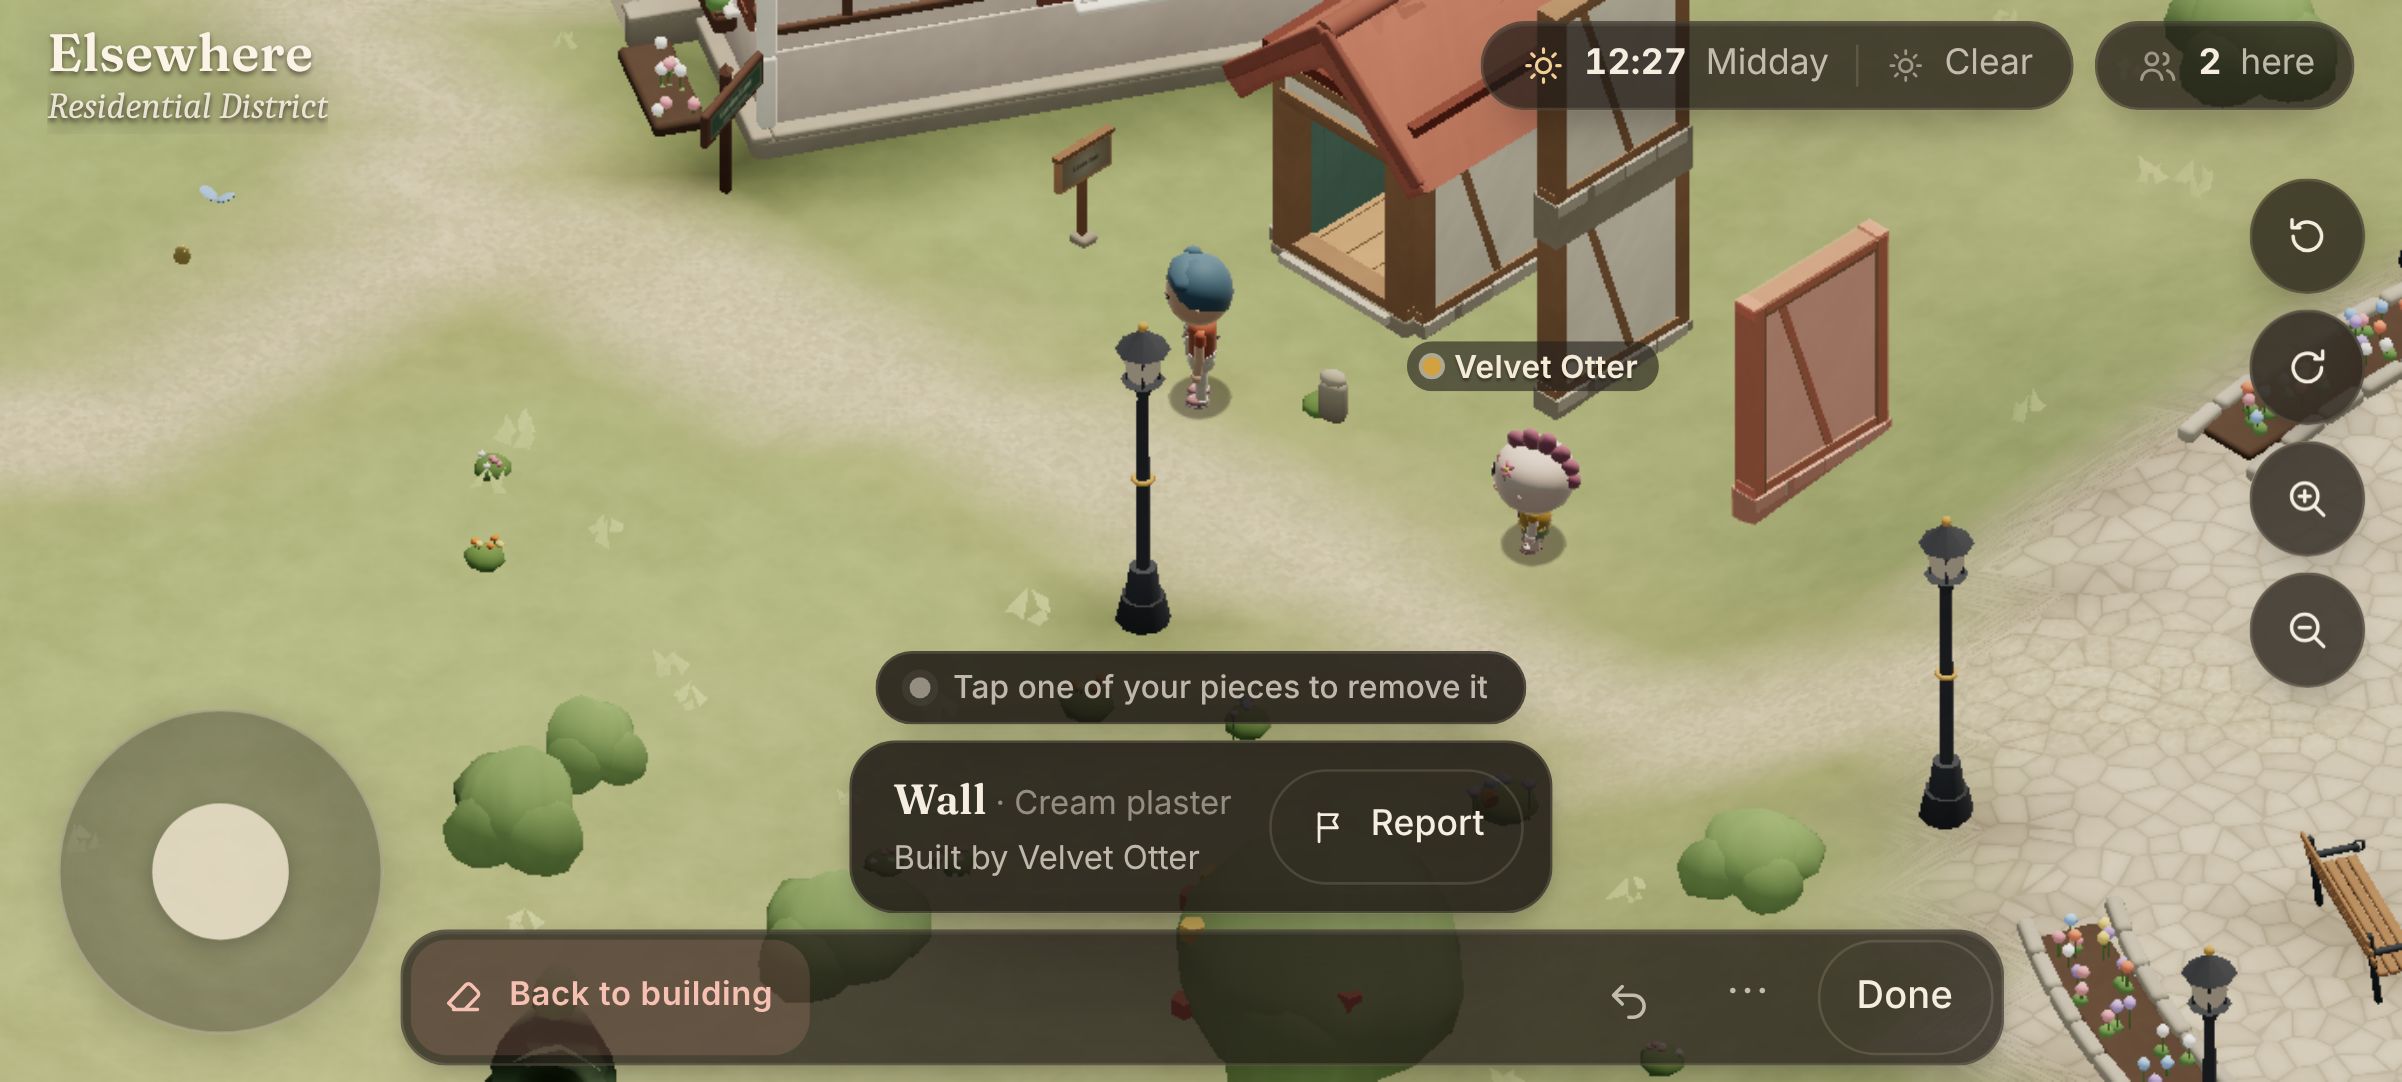 Elsewhere
Residential District
12:27 Midday Clear
2 here
Velvet Otter
Tap one of your pieces to remove it
Wall · Cream plaster
Built by Velvet Otter
Report
Back to building
Done